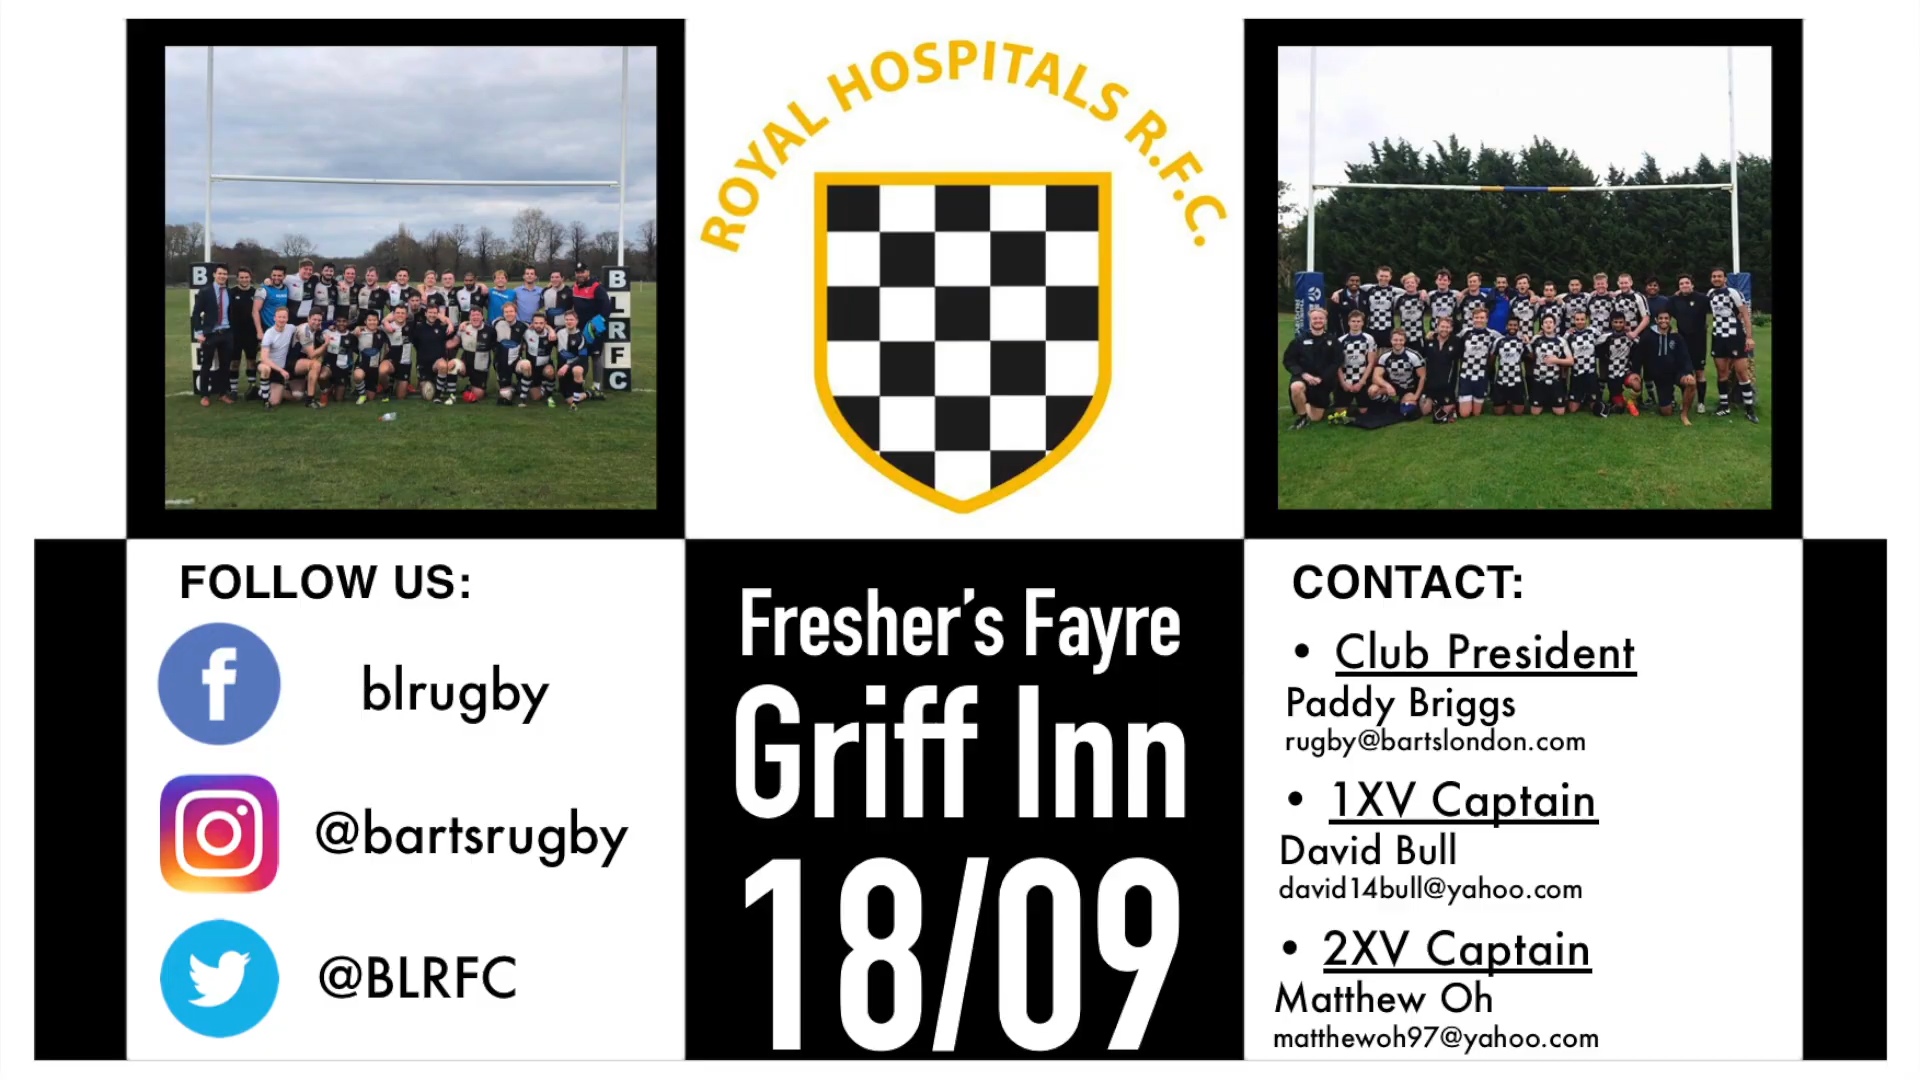 ROYAL HOSPITALS R.F.C.
B
B
L
R
F
C
FOLLOW US:
blrugby
@bartsrugby
@BLRFC
Fresher's Fayre
Griff Inn
18/09
CONTACT:
• Club President
Paddy Briggs
rugby@bartslondon.com
• 1XV Captain
David Bull
david14bull@yahoo.com
• 2XV Captain
Matthew Oh
matthewoh97@yahoo.com